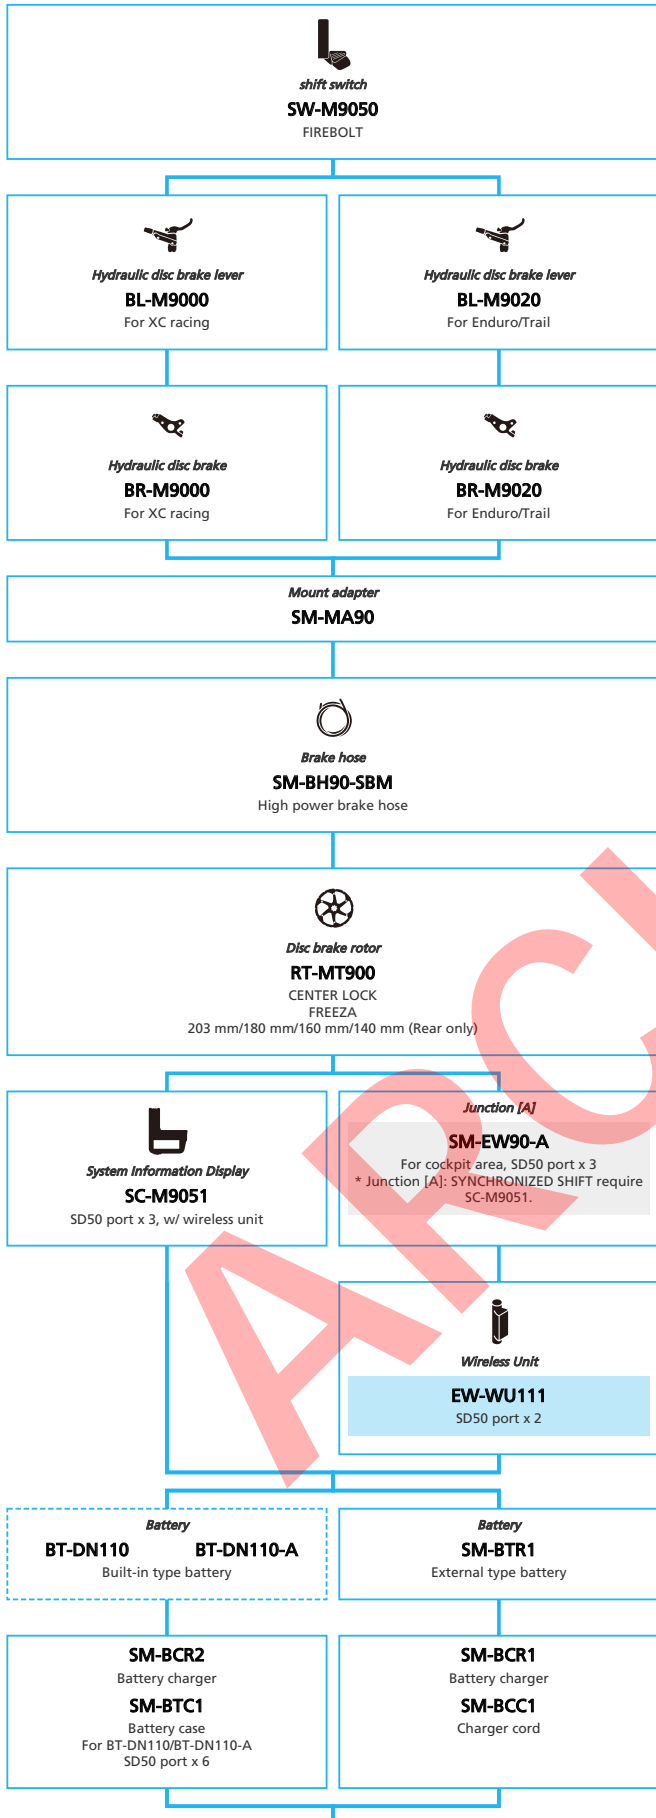 shift switch
SW-M9050
FIREBOLT
Hydraulic disc brake lever
BL-M9000
For XC racing
Hydraulic disc brake lever
BL-M9020
For Enduro/Trail
Hydraulic disc brake
BR-M9000
For XC racing
Hydraulic disc brake
BR-M9020
For Enduro/Trail
Mount adapter
SM-MA90
Brake hose
SM-BH90-SBM
High power brake hose
Disc brake rotor
RT-MT900
CENTER LOCK
FREEZA
203 mm/180 mm/160 mm/140 mm (Rear only)
System Information Display
SC-M9051
SD50 port x 3, w/ wireless unit
Junction [A]
SM-EW90-A
For cockpit area, SD50 port x 3
* Junction [A]: SYNCHRONIZED SHIFT require
SC-M9051.
Wireless Unit
EW-WU111
SD50 port x 2
Battery
BT-DN110 BT-DN110-A
Built-in type battery
Battery
SM-BTR1
External type battery
SM-BCR2
Battery charger
SM-BTC1
Battery case
For BT-DN110/BT-DN110-A
SD50 port x 6
SM-BCR1
Battery charger
SM-BCC1
Charger cord